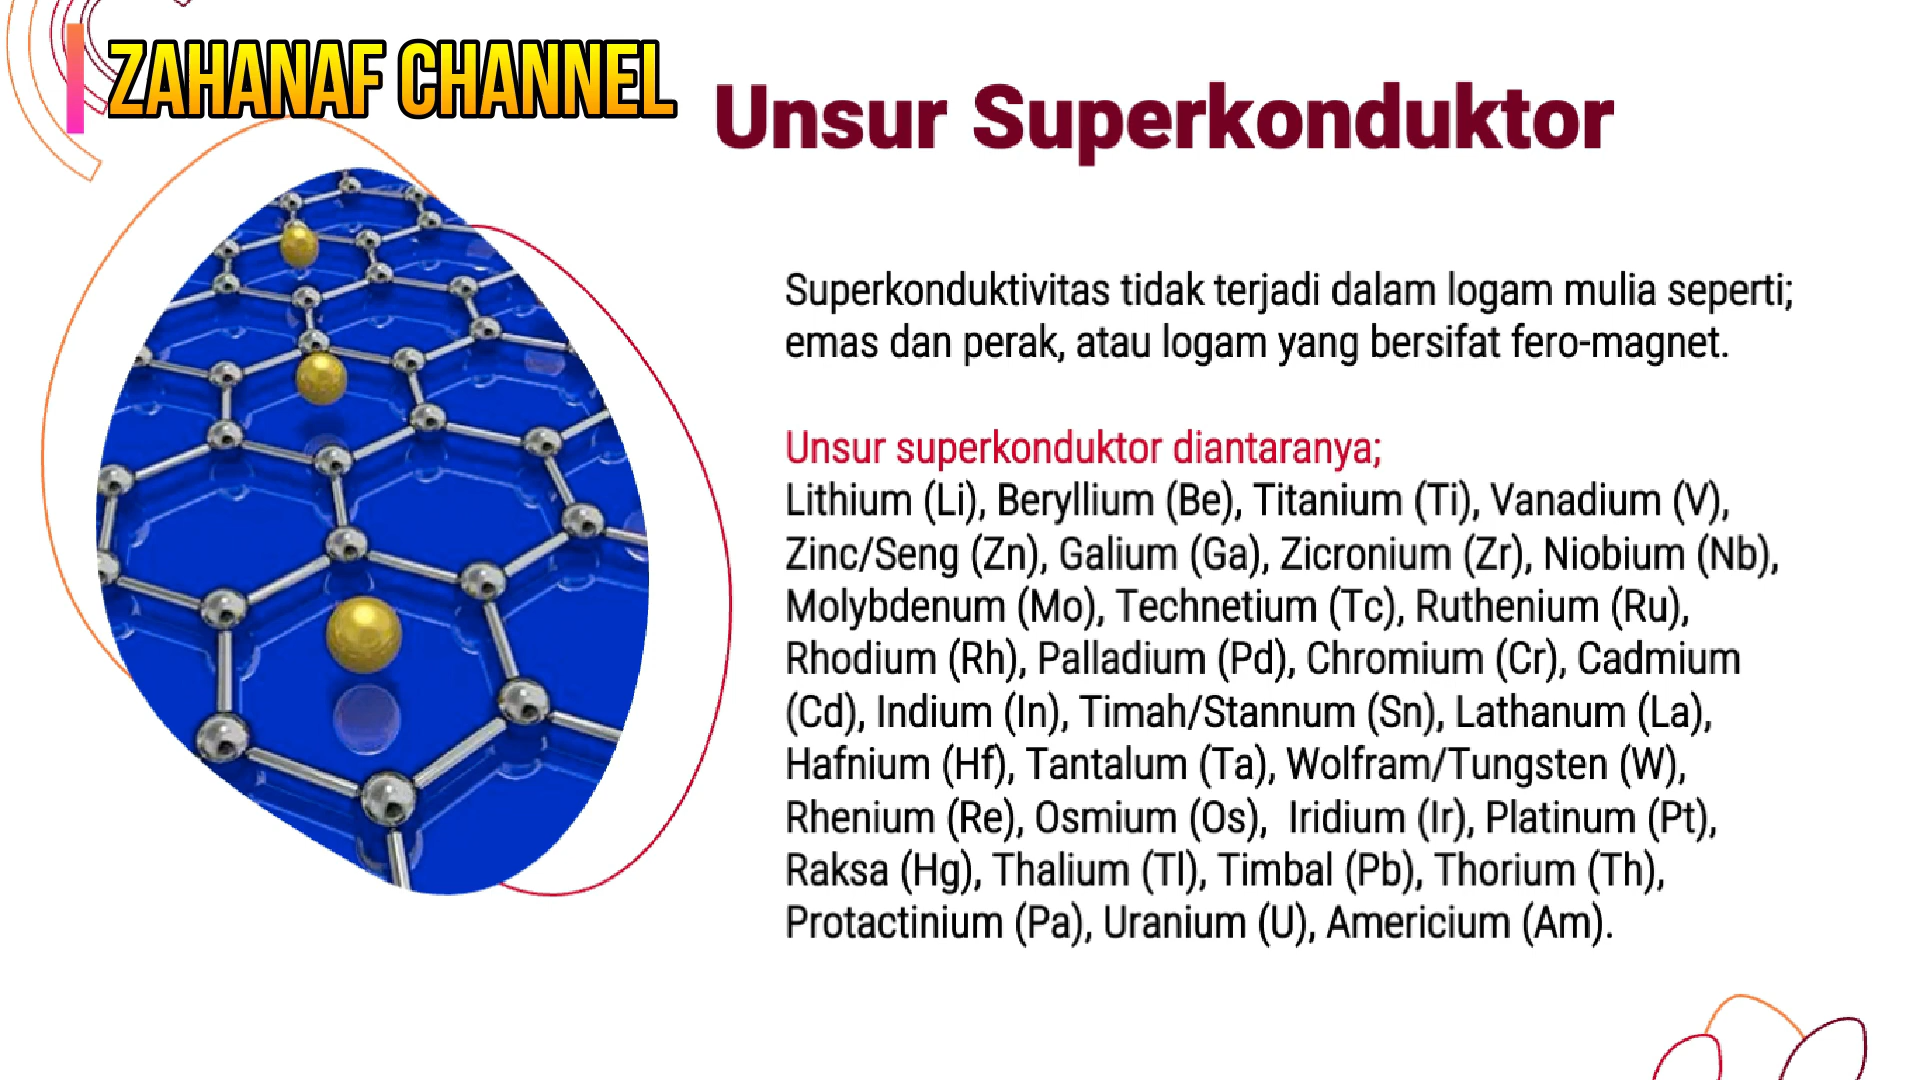 ZAHANAF CHANNEL
Unsur Superkonduktor
Superkonduktivitas tidak terjadi dalam logam mulia seperti;
emas dan perak, atau logam yang bersifat fero-magnet.
Unsur superkonduktor diantaranya;
Lithium (Li), Beryllium (Be), Titanium (Ti), Vanadium (V),
Zinc/Seng (Zn), Galium (Ga), Zicronium (Zr), Niobium (Nb),
Molybdenum (Mo), Technetium (Tc), Ruthenium (Ru),
Rhodium (Rh), Palladium (Pd), Chromium (Cr), Cadmium
(Cd), Indium (In), Timah/Stannum (Sn), Lathanum (La),
Hafnium (Hf), Tantalum (Ta), Wolfram/Tungsten (W),
Rhenium (Re), Osmium (Os), Iridium (Ir), Platinum (Pt),
Raksa (Hg), Thalium (Tl), Timbal (Pb), Thorium (Th),
Protactinium (Pa), Uranium (U), Americium (Am).